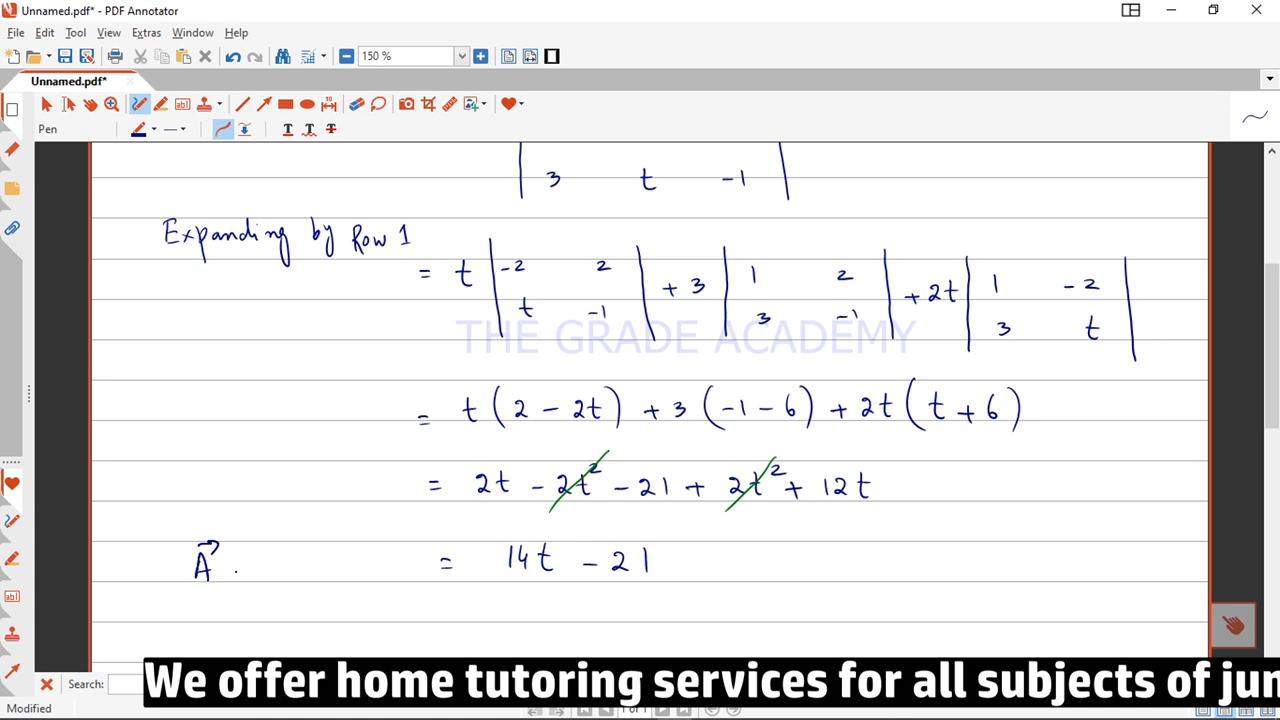 Unnamed.pdf* - PDF Annotator
File Edit Tool View Extras Window Help
150 %
Unnamed.pdf*
Pen
T T T
3 t -1
Expanding by Row 1
= t | -2 2 | + 3 | 1 2 | + 2t | 1 -2 |
| t -1 | | 3 -1 | | 3 t |
THE GRADE ACADEMY
= t ( 2 - 2t ) + 3 ( -1 - 6 ) + 2t ( t + 6 )
= 2t - 2t² - 21 + 2t² + 12t
A⃗ . = 14t - 21
We offer home tutoring services for all subjects of jun
Search:
Modified
1 of 1